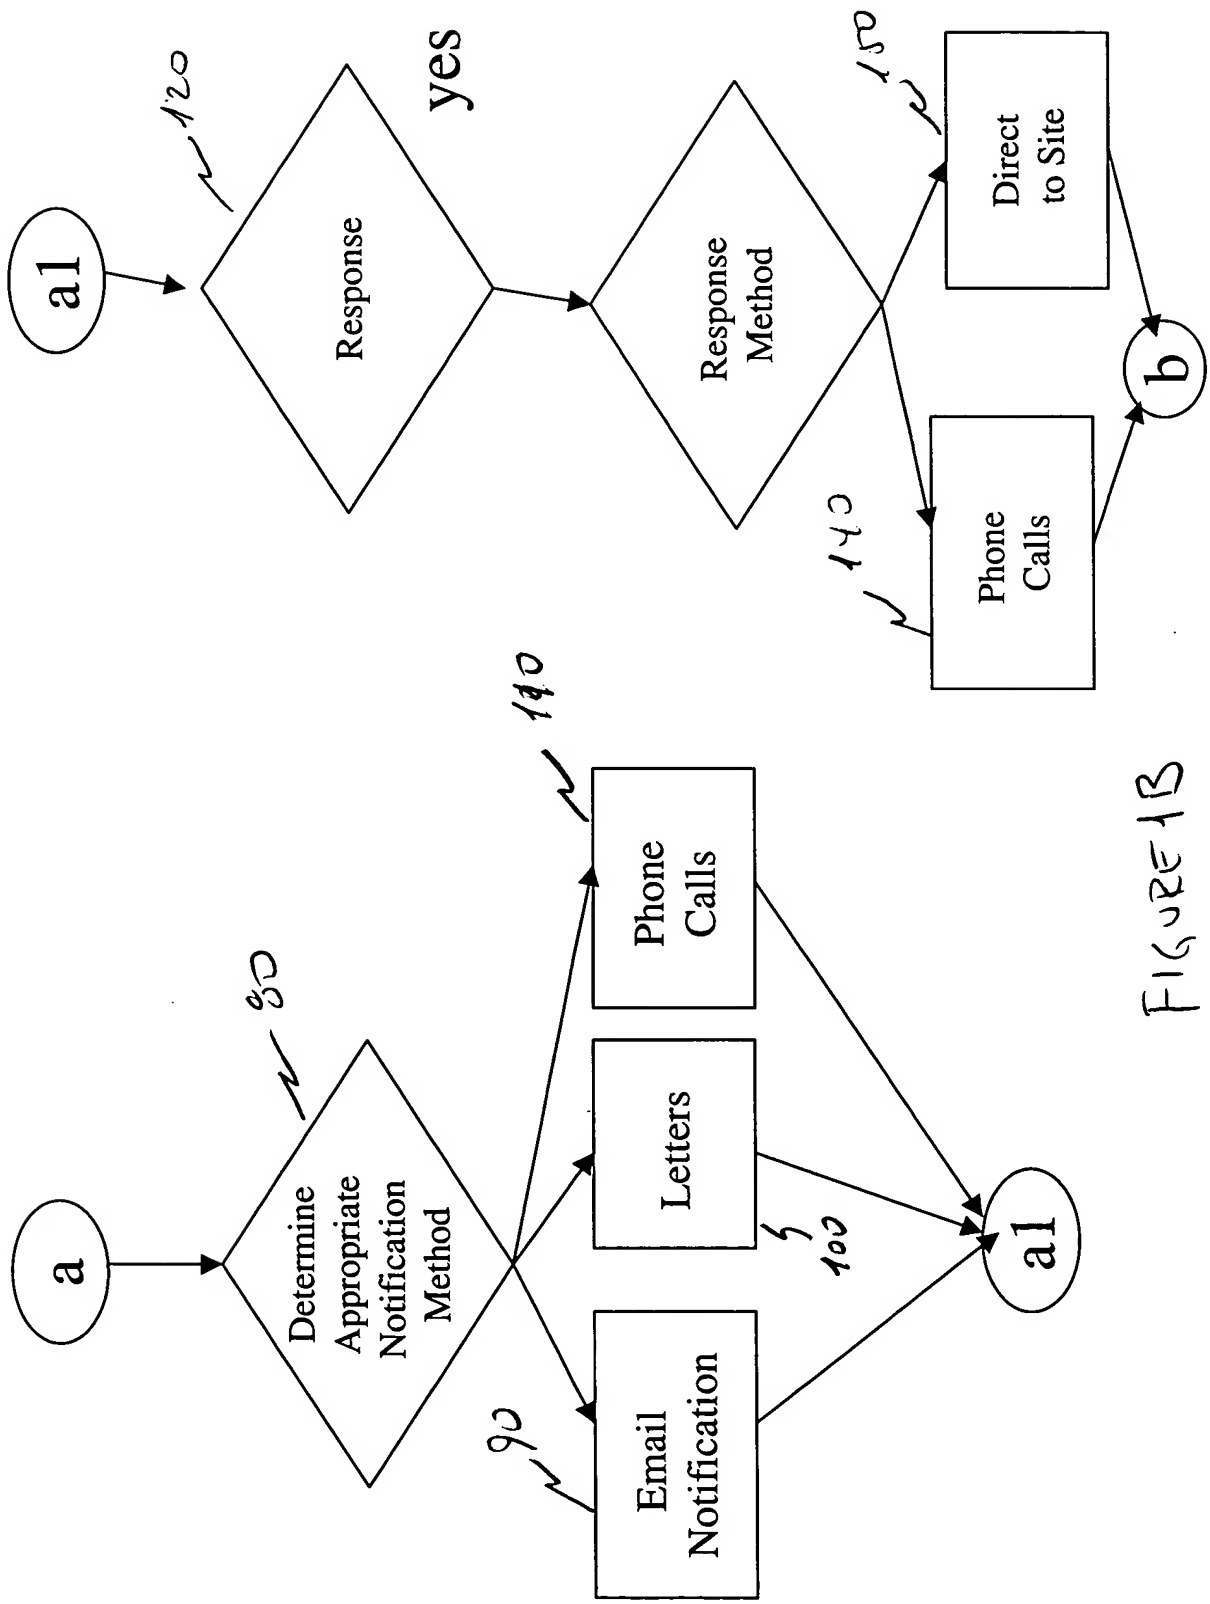 a
80
Determine
Appropriate
Notification
Method
90
Email
Notification
100
Letters
110
Phone
Calls
a1
a1
120
Response
yes
Response
Method
140
Phone
Calls
150
Direct
to Site
b
FIGURE 1B